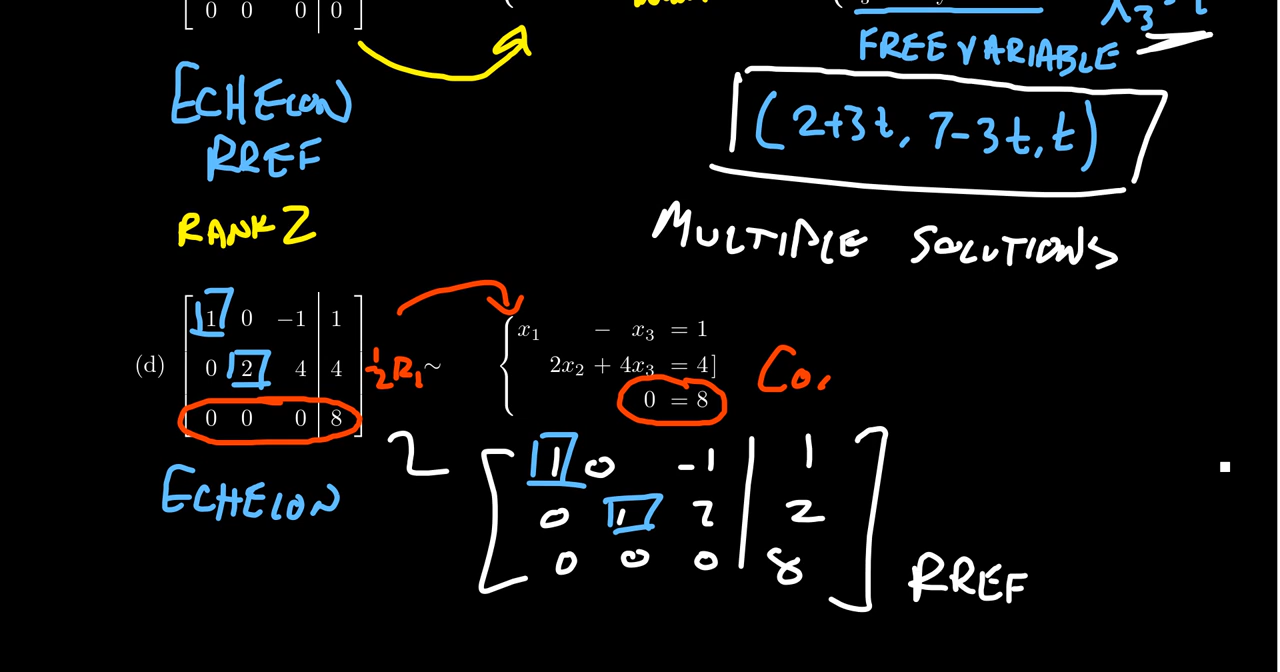 0 0 0 | 0
FREE VARIABLE
ECHELON
RREF
(2+3t, 7-3t, t)
RANK 2
MULTIPLE SOLUTIONS
(d)
1 0 −1 | 1
0 2 4 | 4
0 0 0 | 8
½R₁ ~
x₁ − x₃ = 1
2x₂ + 4x₃ = 4]
0 = 8
Co
ECHELON
2
1 0 -1 | 1
0 1 2 | 2
0 0 0 | 8
RREF